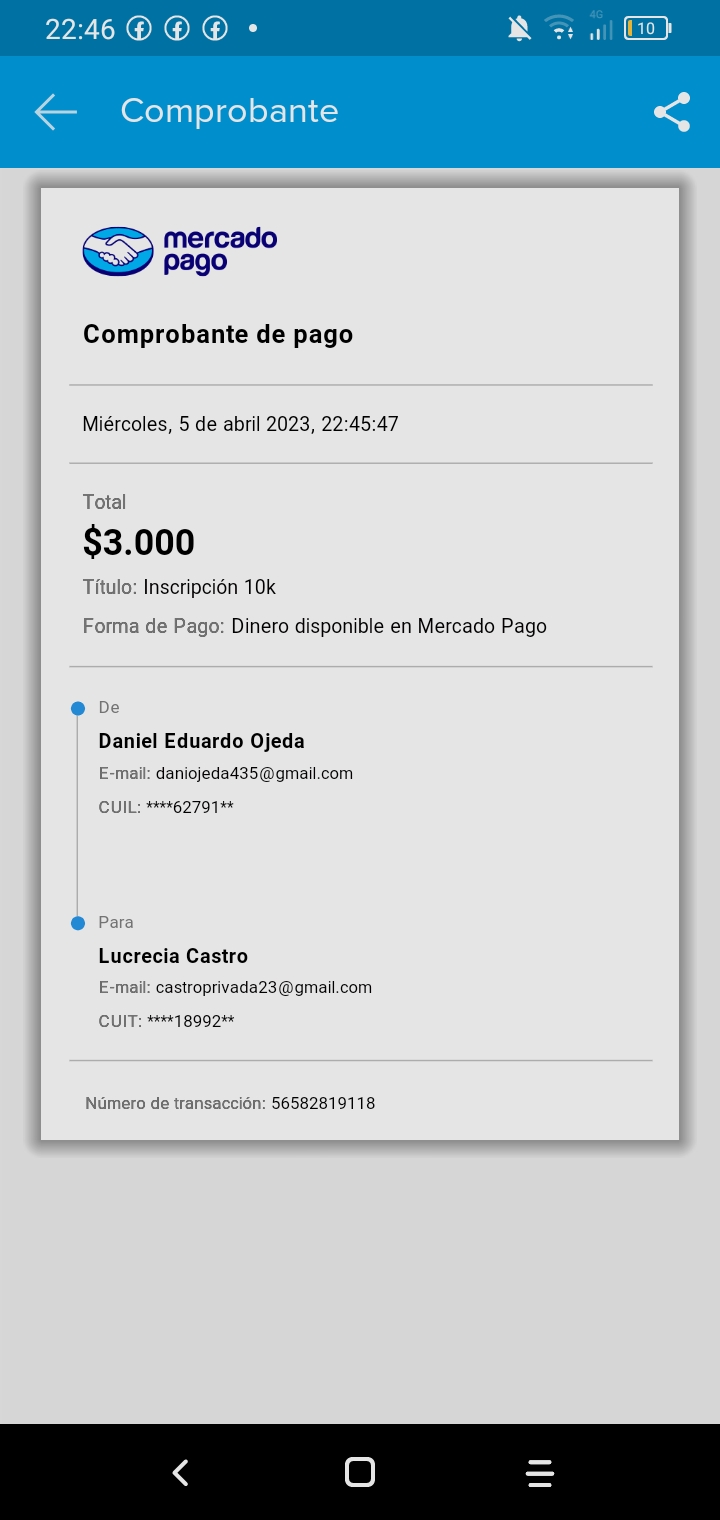 22:46
4G
10
Comprobante
mercado
pago
Comprobante de pago
Miércoles, 5 de abril 2023, 22:45:47
Total
$3.000
Título: Inscripción 10k
Forma de Pago: Dinero disponible en Mercado Pago
De
Daniel Eduardo Ojeda
E-mail: daniojeda435@gmail.com
CUIL: ****62791**
Para
Lucrecia Castro
E-mail: castroprivada23@gmail.com
CUIT: ****18992**
Número de transacción: 56582819118